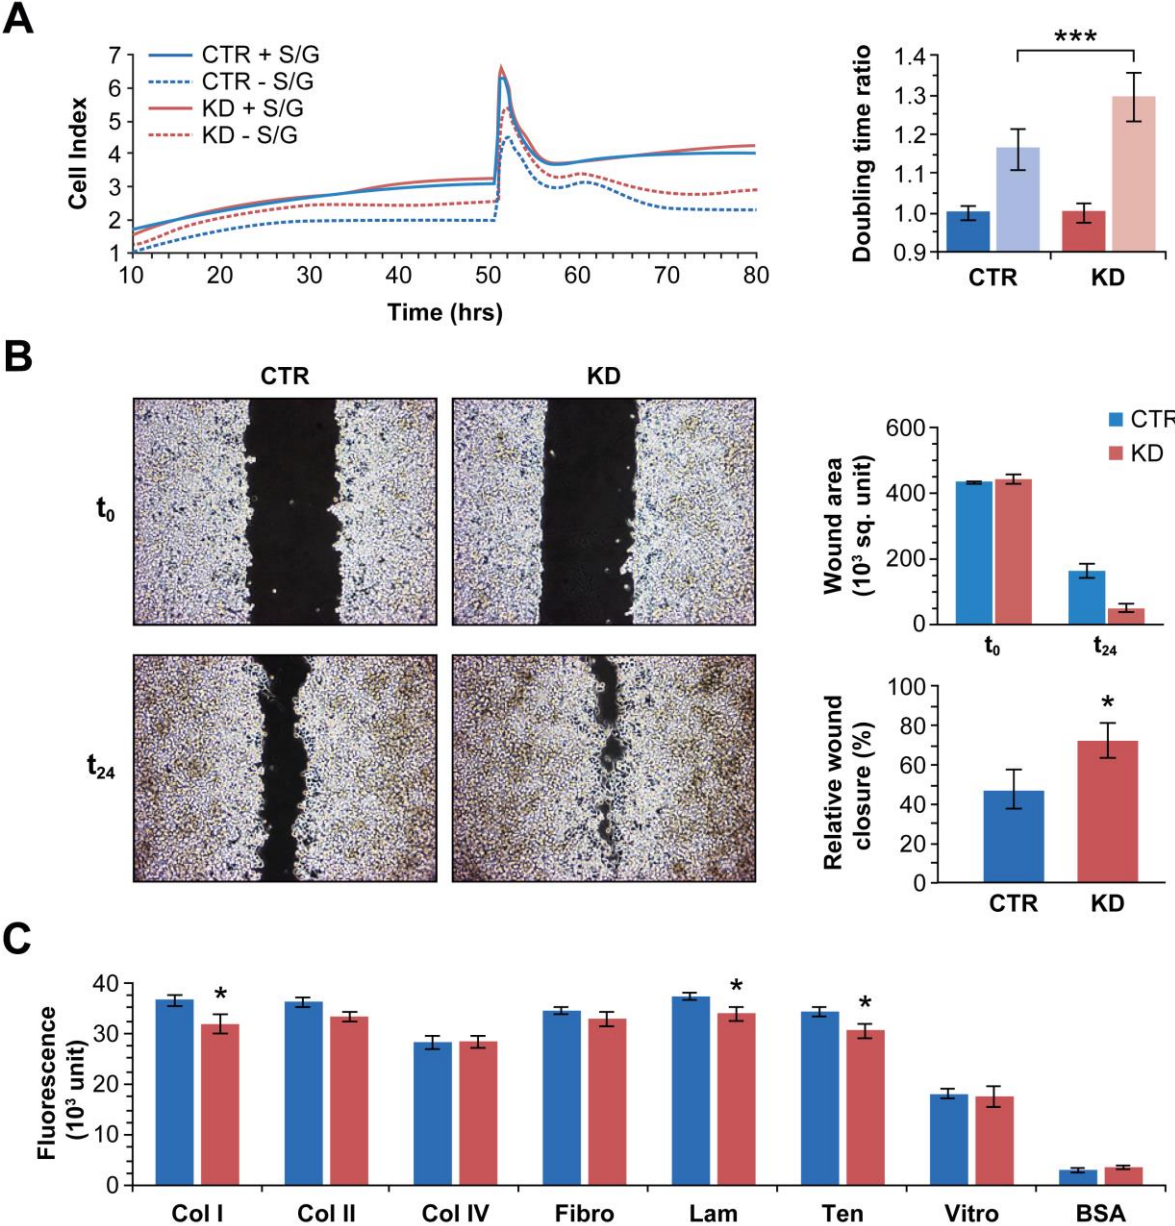 A
CTR + S/G
CTR - S/G
KD + S/G
KD - S/G
Cell Index
7
6
5
4
3
2
1
10 20 30 40 50 60 70 80
Time (hrs)
Doubling time ratio
1.4
1.3
1.2
1.1
1.0
0.9
***
CTR KD
B
CTR KD
t0
t24
CTR
KD
Wound area
(10³ sq. unit)
600
400
200
0
t0 t24
Relative wound
closure (%)
100
80
60
40
20
0
*
CTR KD
C
Fluorescence
(10³ unit)
40
30
20
10
0
* * *
Col I Col II Col IV Fibro Lam Ten Vitro BSA